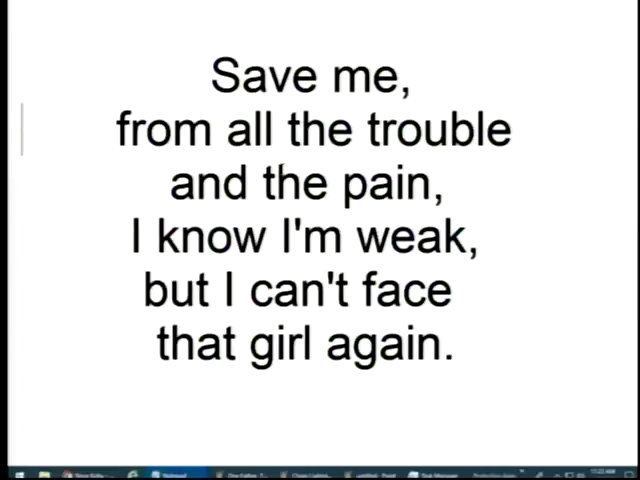 Save me,
from all the trouble
and the pain,
I know I'm weak,
but I can't face
that girl again.